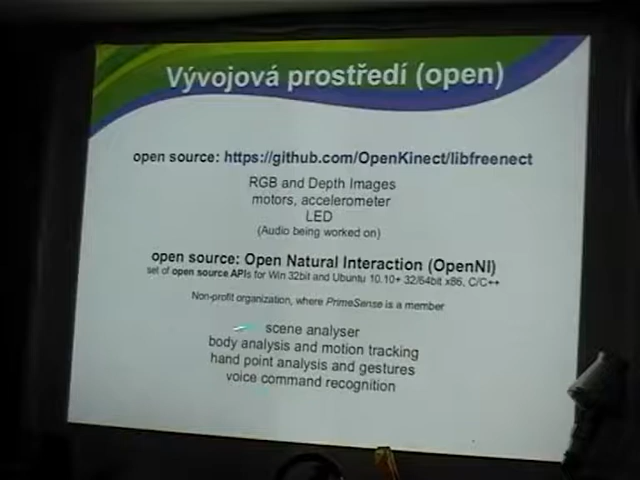 Vývojová prostředí (open)
open source: https://github.com/OpenKinect/libfreenect
RGB and Depth Images
motors, accelerometer
LED
(Audio being worked on)
open source: Open Natural Interaction (OpenNI)
set of open source APIs for Win 32bit and Ubuntu 10.10+ 32/64bit x86, C/C++
Non-profit organization, where PrimeSense is a member
scene analyser
body analysis and motion tracking
hand point analysis and gestures
voice command recognition